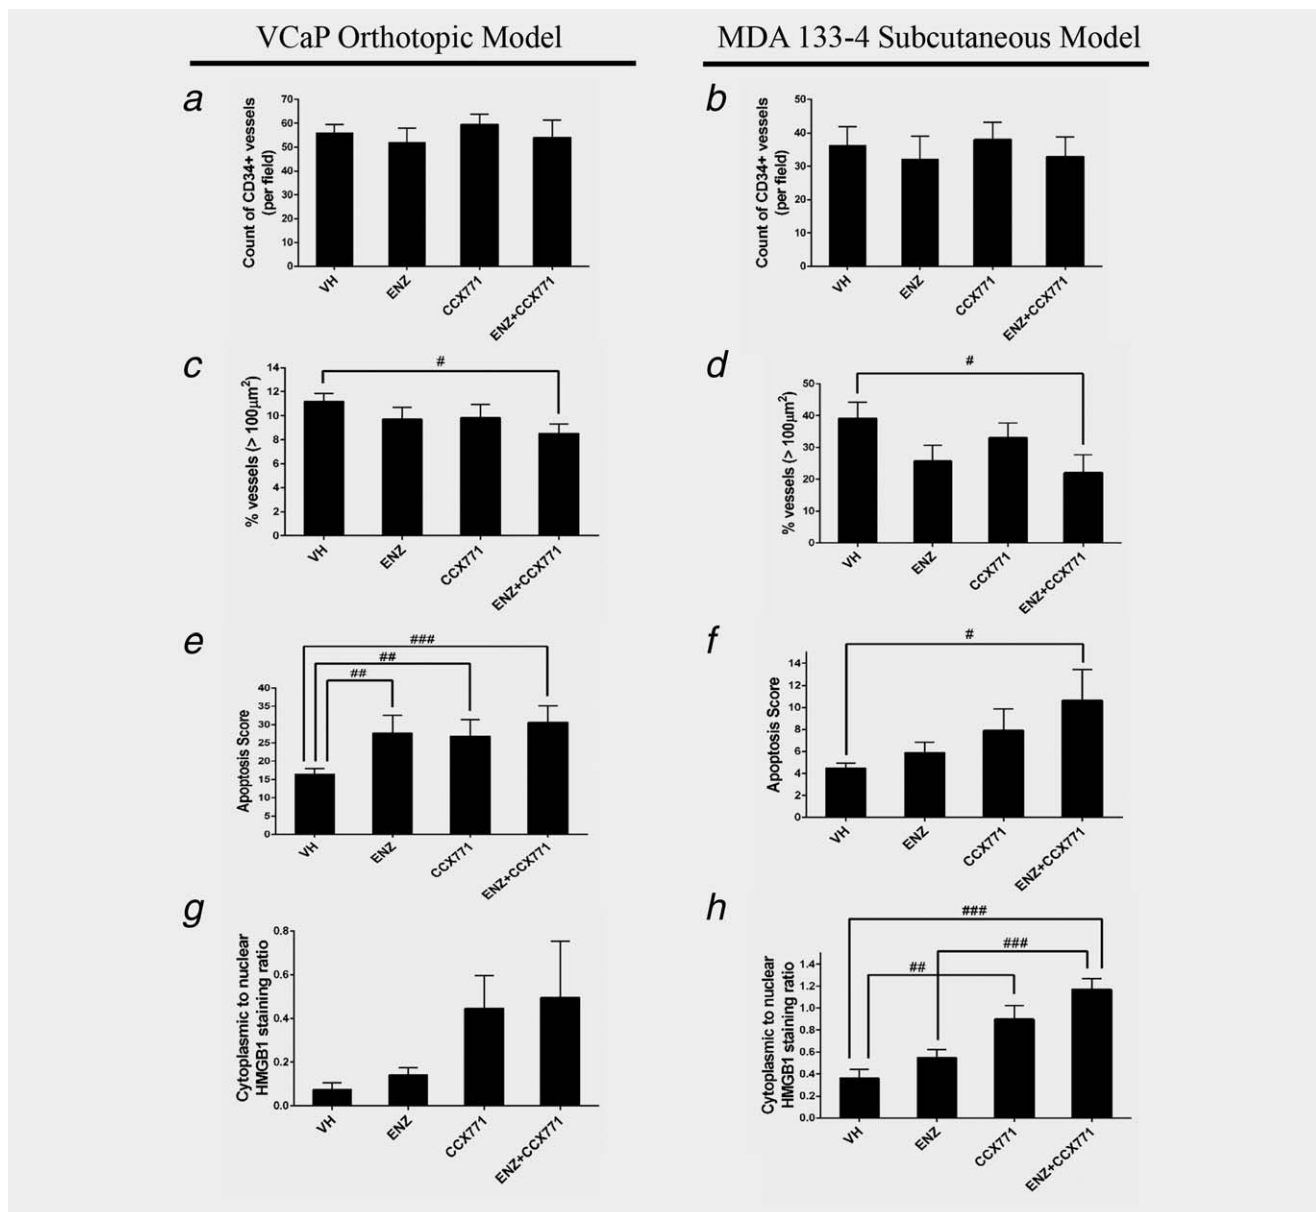 VCaP Orthotopic Model
MDA 133-4 Subcutaneous Model
a
Count of CD34+ vessels
(per field)
70
60
50
40
30
20
10
0
VH
ENZ
CCX771
ENZ+CCX771
b
Count of CD34+ vessels
(per field)
50
40
30
20
10
0
VH
ENZ
CCX771
ENZ+CCX771
c
% vessels (> 100µm²)
14
12
10
8
6
4
2
0
#
VH
ENZ
CCX771
ENZ+CCX771
d
% vessels (> 100µm²)
50
40
30
20
10
0
#
VH
ENZ
CCX771
ENZ+CCX771
e
Apoptosis Score
40
35
30
25
20
15
10
5
0
###
##
##
VH
ENZ
CCX771
ENZ+CCX771
f
Apoptosis Score
14
12
10
8
6
4
2
0
#
VH
ENZ
CCX771
ENZ+CCX771
g
Cytoplasmic to nuclear
HMGB1 staining ratio
0.8
0.6
0.4
0.2
0.0
VH
ENZ
CCX771
ENZ+CCX771
h
Cytoplasmic to nuclear
HMGB1 staining ratio
1.4
1.2
1.0
0.8
0.6
0.4
0.2
0.0
###
###
##
VH
ENZ
CCX771
ENZ+CCX771